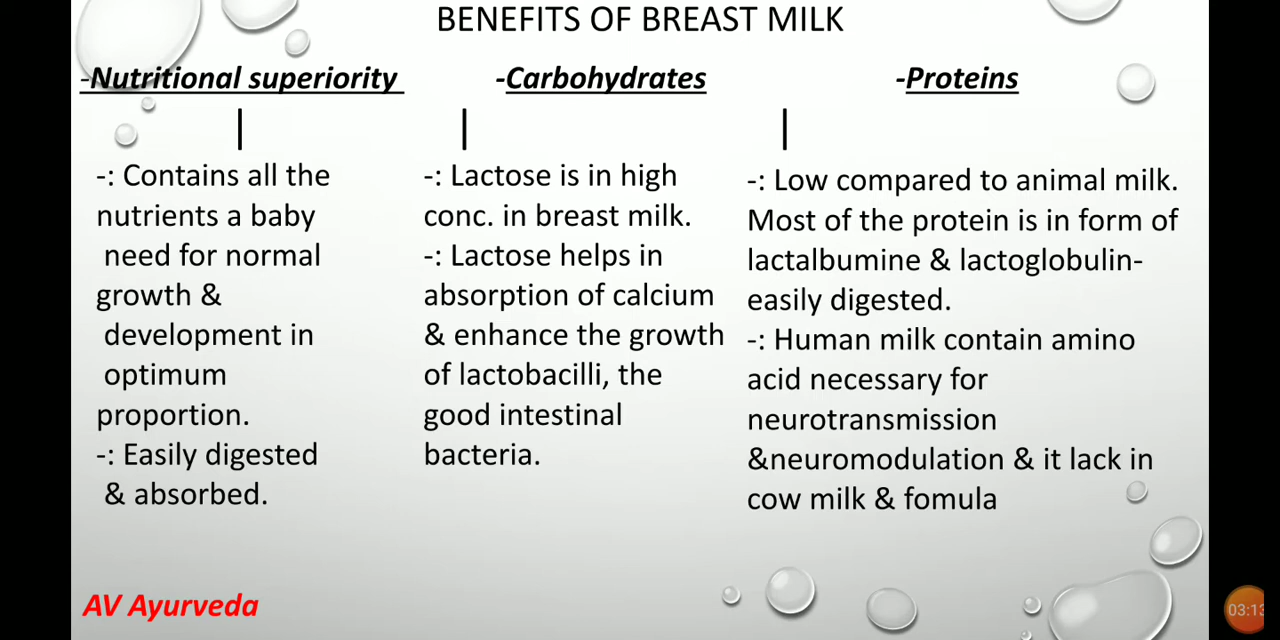 BENEFITS OF BREAST MILK
-Nutritional superiority
-: Contains all the
nutrients a baby
need for normal
growth &
development in
optimum
proportion.
-: Easily digested
& absorbed.
-Carbohydrates
-: Lactose is in high
conc. in breast milk.
-: Lactose helps in
absorption of calcium
& enhance the growth
of lactobacilli, the
good intestinal
bacteria.
-Proteins
-: Low compared to animal milk.
Most of the protein is in form of
lactalbumine & lactoglobulin-
easily digested.
-: Human milk contain amino
acid necessary for
neurotransmission
&neuromodulation & it lack in
cow milk & fomula
AV Ayurveda
03:13